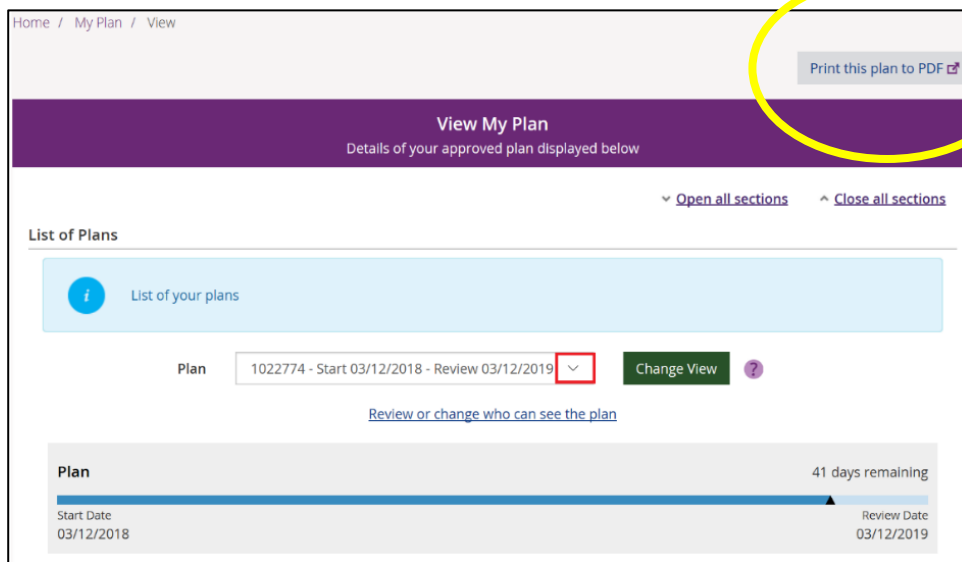 Home / My Plan / View
Print this plan to PDF
View My Plan
Details of your approved plan displayed below
Open all sections Close all sections
List of Plans
i List of your plans
Plan 1022774 - Start 03/12/2018 - Review 03/12/2019 Change View ?
Review or change who can see the plan
Plan 41 days remaining
Start Date Review Date
03/12/2018 03/12/2019